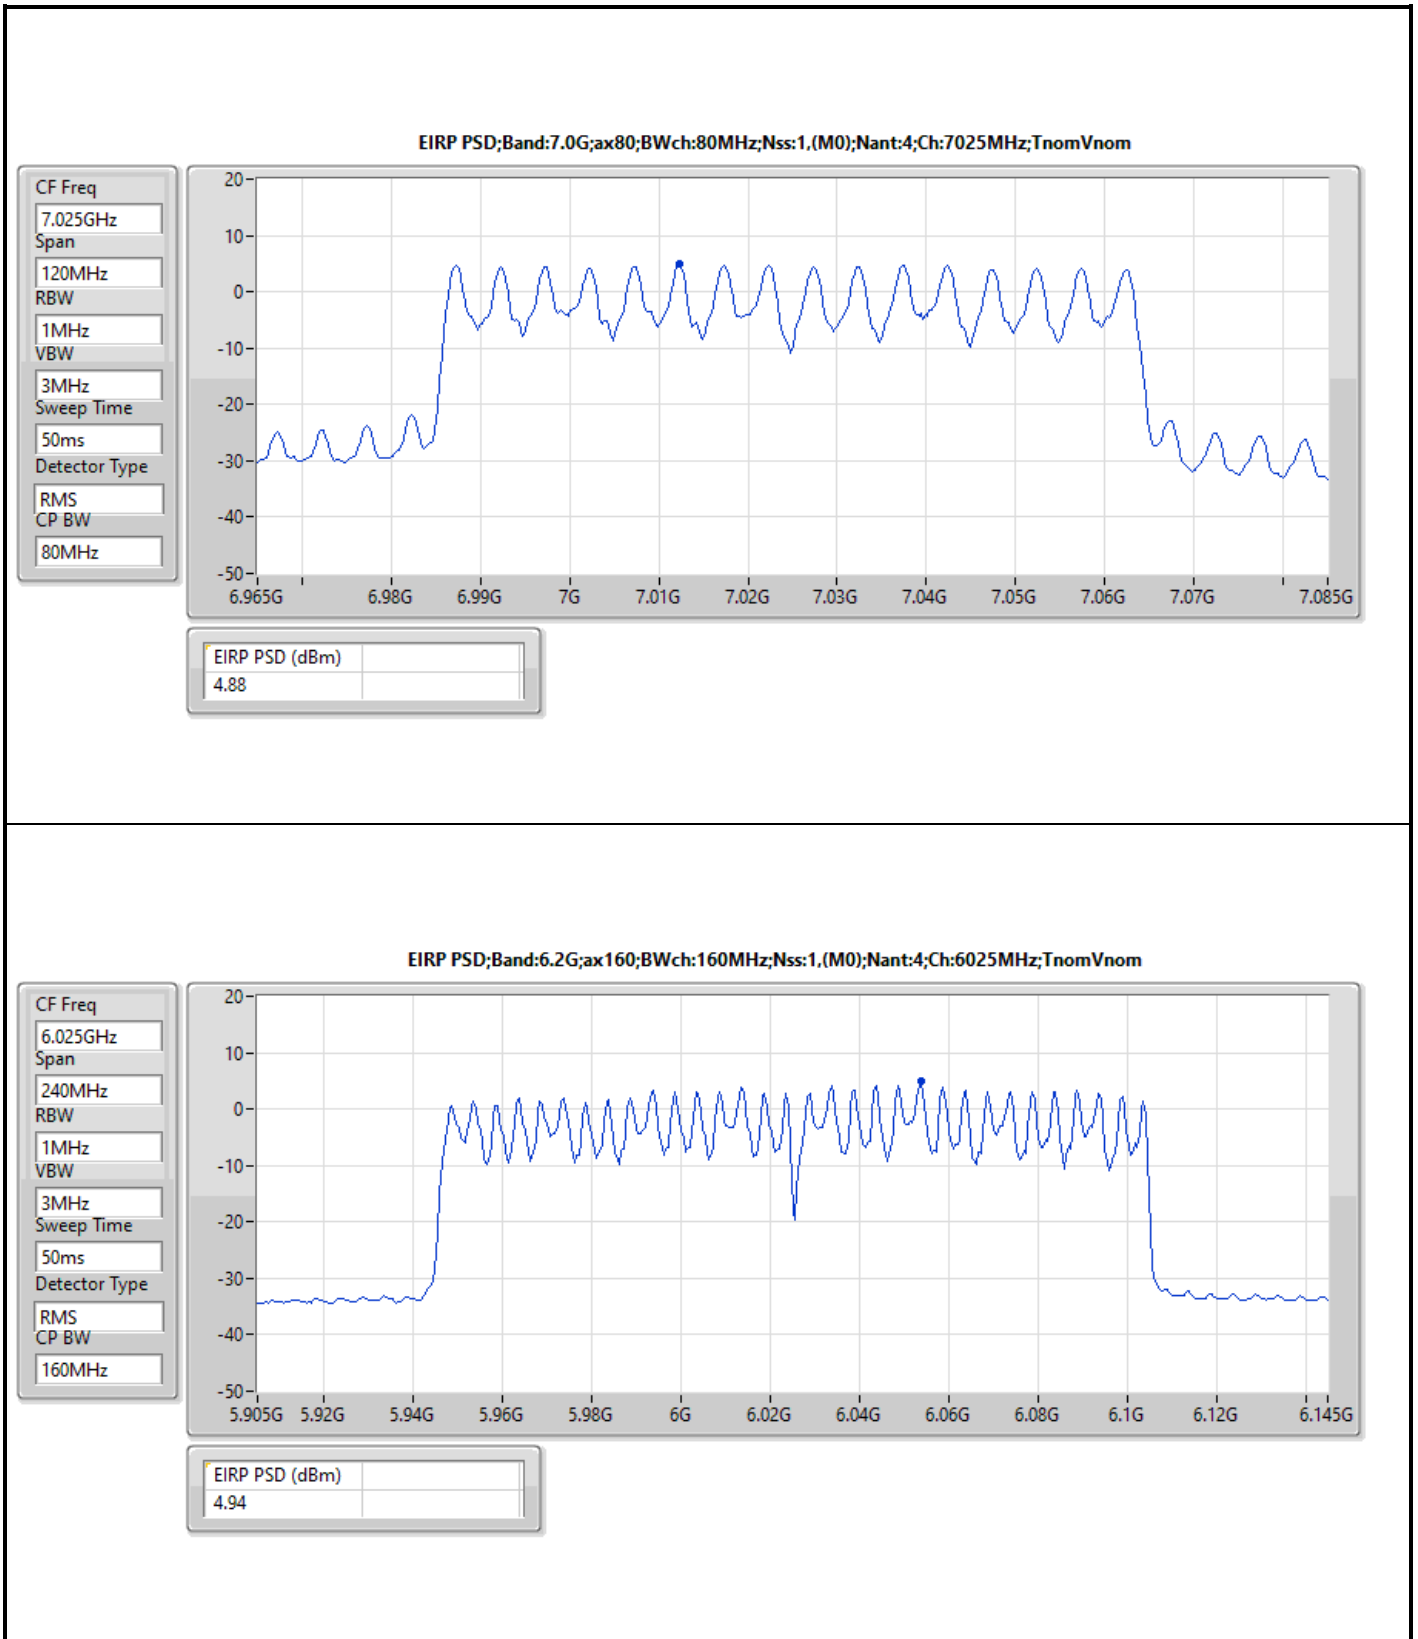 EIRP PSD;Band:7.0G;ax80;BWch:80MHz;Nss:1,(M0);Nant:4;Ch:7025MHz;TnomVnom
CF Freq
7.025GHz
Span
120MHz
RBW
1MHz
VBW
3MHz
Sweep Time
50ms
Detector Type
RMS
CP BW
80MHz
20
10
0
-10
-20
-30
-40
-50
6.965G 6.98G 6.99G 7G 7.01G 7.02G 7.03G 7.04G 7.05G 7.06G 7.07G 7.085G
EIRP PSD (dBm)
4.88
EIRP PSD;Band:6.2G;ax160;BWch:160MHz;Nss:1,(M0);Nant:4;Ch:6025MHz;TnomVnom
CF Freq
6.025GHz
Span
240MHz
RBW
1MHz
VBW
3MHz
Sweep Time
50ms
Detector Type
RMS
CP BW
160MHz
20
10
0
-10
-20
-30
-40
-50
5.905G 5.92G 5.94G 5.96G 5.98G 6G 6.02G 6.04G 6.06G 6.08G 6.1G 6.12G 6.145G
EIRP PSD (dBm)
4.94